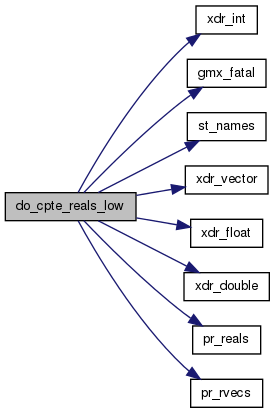 xdr_int
gmx_fatal
st_names
xdr_vector
do_cpte_reals_low
xdr_float
xdr_double
pr_reals
pr_rvecs